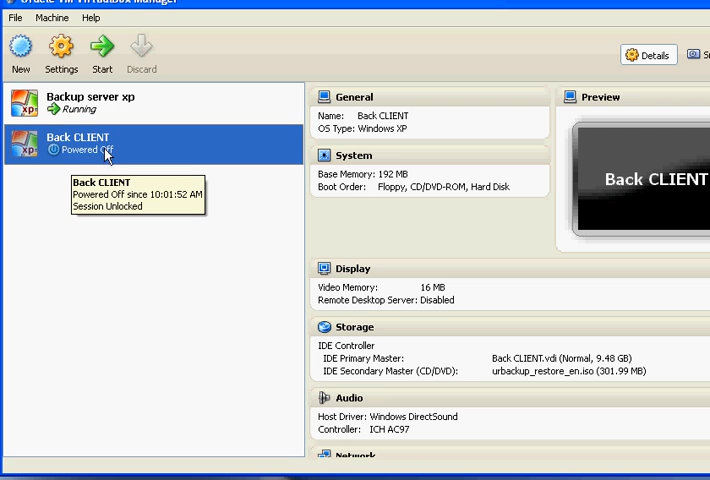 Oracle VM VirtualBox Manager
File Machine Help
New Settings Start Discard
Details
Backup server xp
Running
Back CLIENT
Powered Off
Back CLIENT
Powered Off since 10:01:52 AM
Session Unlocked
General
Name: Back CLIENT
OS Type: Windows XP
System
Base Memory: 192 MB
Boot Order: Floppy, CD/DVD-ROM, Hard Disk
Preview
Back CLIENT
Display
Video Memory: 16 MB
Remote Desktop Server: Disabled
Storage
IDE Controller
IDE Primary Master: Back CLIENT.vdi (Normal, 9.48 GB)
IDE Secondary Master (CD/DVD): urbackup_restore_en.iso (301.99 MB)
Audio
Host Driver: Windows DirectSound
Controller: ICH AC97
Network